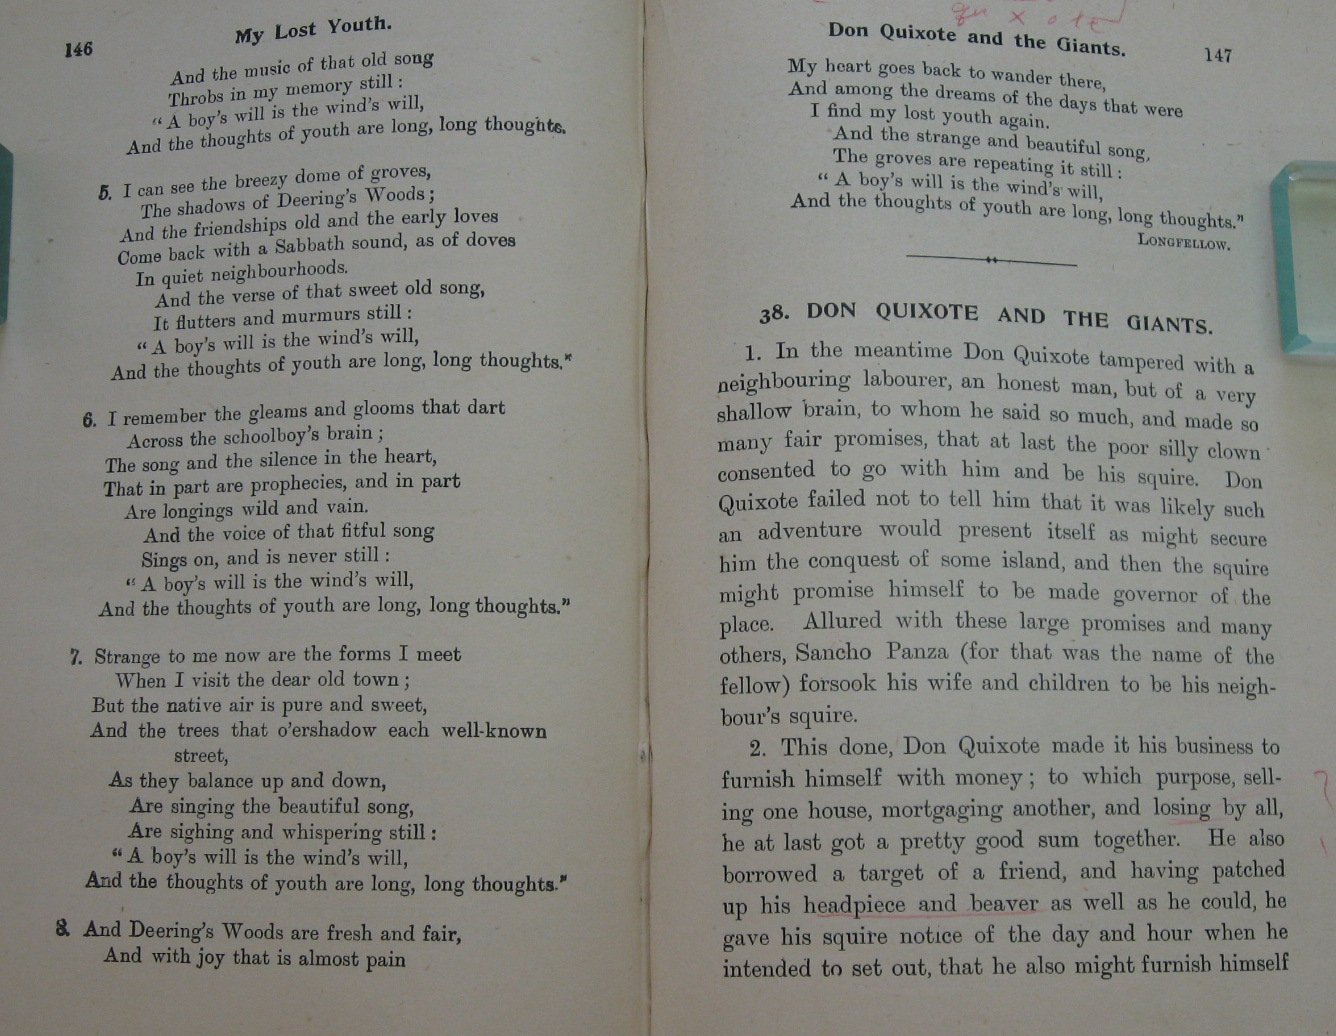 146
My Lost Youth.
And the music of that old song
Throbs in my memory still :
“ A boy's will is the wind's will,
And the thoughts of youth are long, long thoughts.
5. I can see the breezy dome of groves,
The shadows of Deering's Woods ;
And the friendships old and the early loves
Come back with a Sabbath sound, as of doves
In quiet neighbourhoods.
And the verse of that sweet old song,
It flutters and murmurs still :
“ A boy's will is the wind's will,
And the thoughts of youth are long, long thoughts.”
6. I remember the gleams and glooms that dart
Across the schoolboy's brain ;
The song and the silence in the heart,
That in part are prophecies, and in part
Are longings wild and vain.
And the voice of that fitful song
Sings on, and is never still :
“ A boy's will is the wind's will,
And the thoughts of youth are long, long thoughts.”
7. Strange to me now are the forms I meet
When I visit the dear old town ;
But the native air is pure and sweet,
And the trees that o'ershadow each well-known
street,
As they balance up and down,
Are singing the beautiful song,
Are sighing and whispering still :
“ A boy's will is the wind's will,
And the thoughts of youth are long, long thoughts.”
8. And Deering's Woods are fresh and fair,
And with joy that is almost pain
Don Quixote and the Giants.
147
My heart goes back to wander there,
And among the dreams of the days that were
I find my lost youth again.
And the strange and beautiful song,
The groves are repeating it still :
“ A boy's will is the wind's will,
And the thoughts of youth are long, long thoughts.”
LONGFELLOW.
38. DON QUIXOTE AND THE GIANTS.
1. In the meantime Don Quixote tampered with a
neighbouring labourer, an honest man, but of a very
shallow brain, to whom he said so much, and made so
many fair promises, that at last the poor silly clown
consented to go with him and be his squire. Don
Quixote failed not to tell him that it was likely such
an adventure would present itself as might secure
him the conquest of some island, and then the squire
might promise himself to be made governor of the
place. Allured with these large promises and many
others, Sancho Panza (for that was the name of the
fellow) forsook his wife and children to be his neigh-
bour's squire.
2. This done, Don Quixote made it his business to
furnish himself with money ; to which purpose, sell-
ing one house, mortgaging another, and losing by all,
he at last got a pretty good sum together. He also
borrowed a target of a friend, and having patched
up his headpiece and beaver as well as he could, he
gave his squire notice of the day and hour when he
intended to set out, that he also might furnish himself